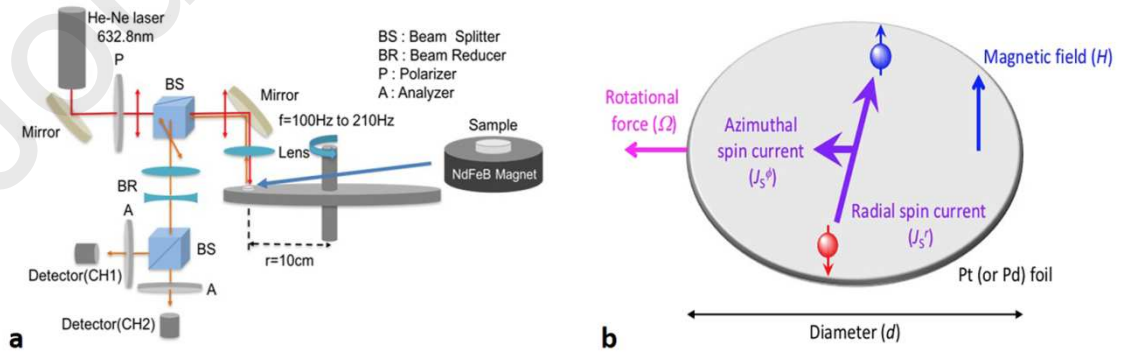 He-Ne laser
632.8nm
P
BS
Mirror
Mirror
f=100Hz to 210Hz
Lens
BS : Beam Splitter
BR : Beam Reducer
P : Polarizer
A : Analyzer
Sample
NdFeB Magnet
BR
A
BS
r=10cm
Detector(CH1)
A
Detector(CH2)
a
Magnetic field (H)
Rotational
force (Ω)
Azimuthal
spin current
(J_S^ϕ)
Radial spin current
(J_S^r)
Pt (or Pd) foil
Diameter (d)
b